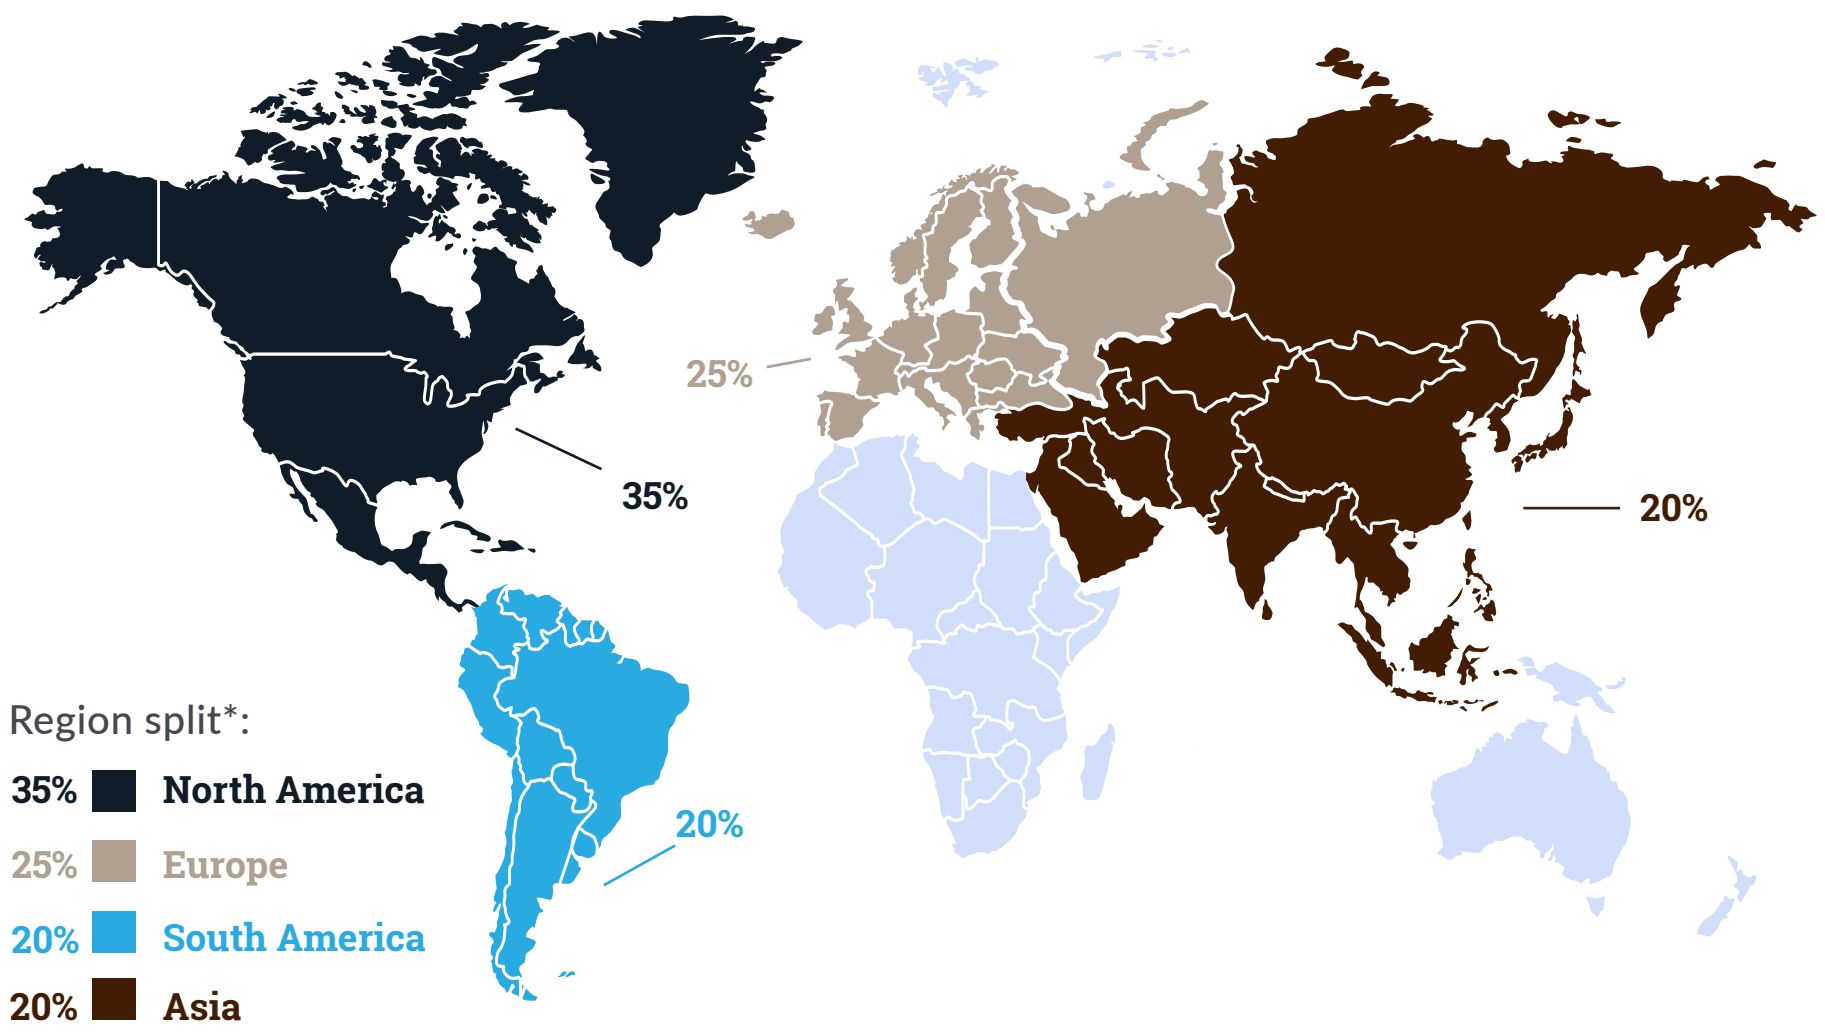 25%
35%
20%
20%
Region split*:
35% North America
25% Europe
20% South America
20% Asia